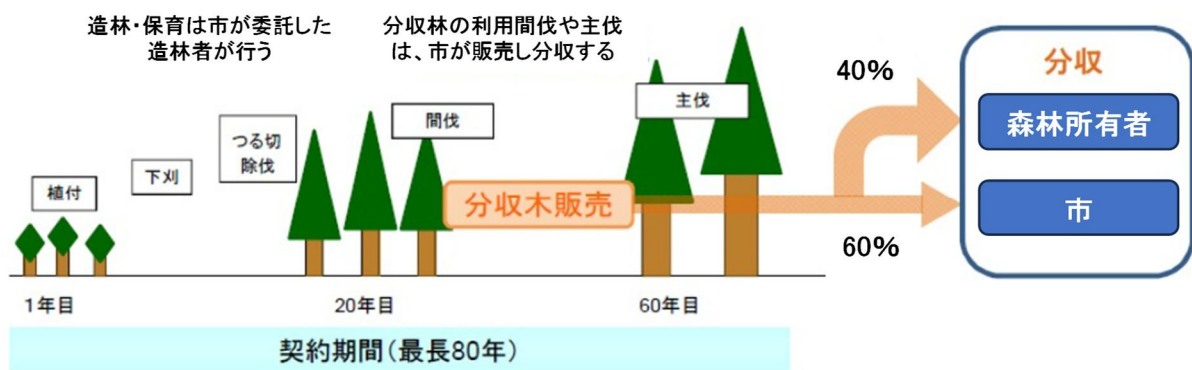 造林・保育は市が委託した
造林者が行う
分収林の利用間伐や主伐
は、市が販売し分収する
植付
下刈
つる切
除伐
間伐
主伐
分収木販売
40%
60%
分収
森林所有者
市
1年目
20年目
60年目
契約期間(最長80年)